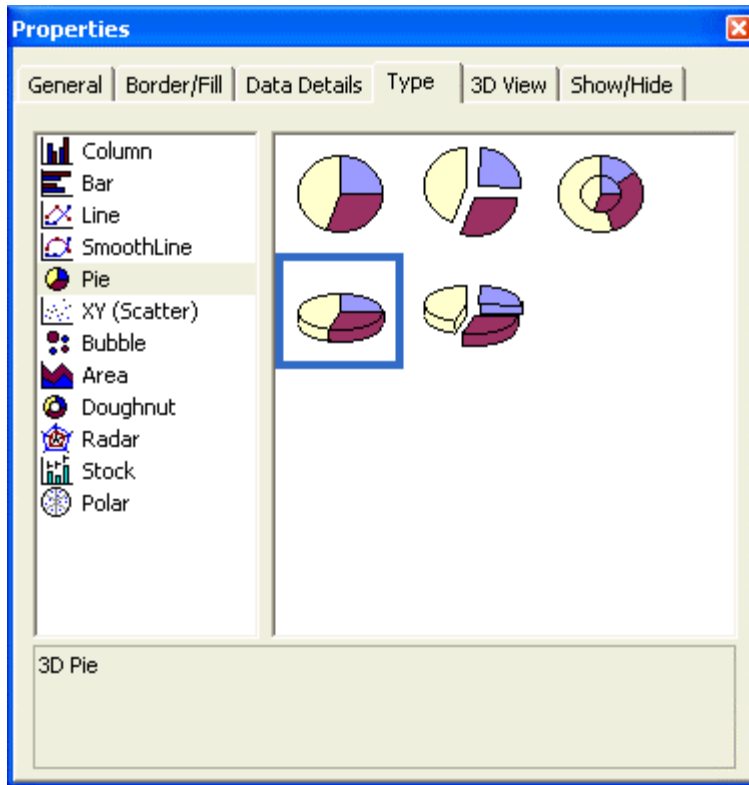 Properties
General Border/Fill Data Details Type 3D View Show/Hide
Column
Bar
Line
SmoothLine
Pie
XY (Scatter)
Bubble
Area
Doughnut
Radar
Stock
Polar
3D Pie